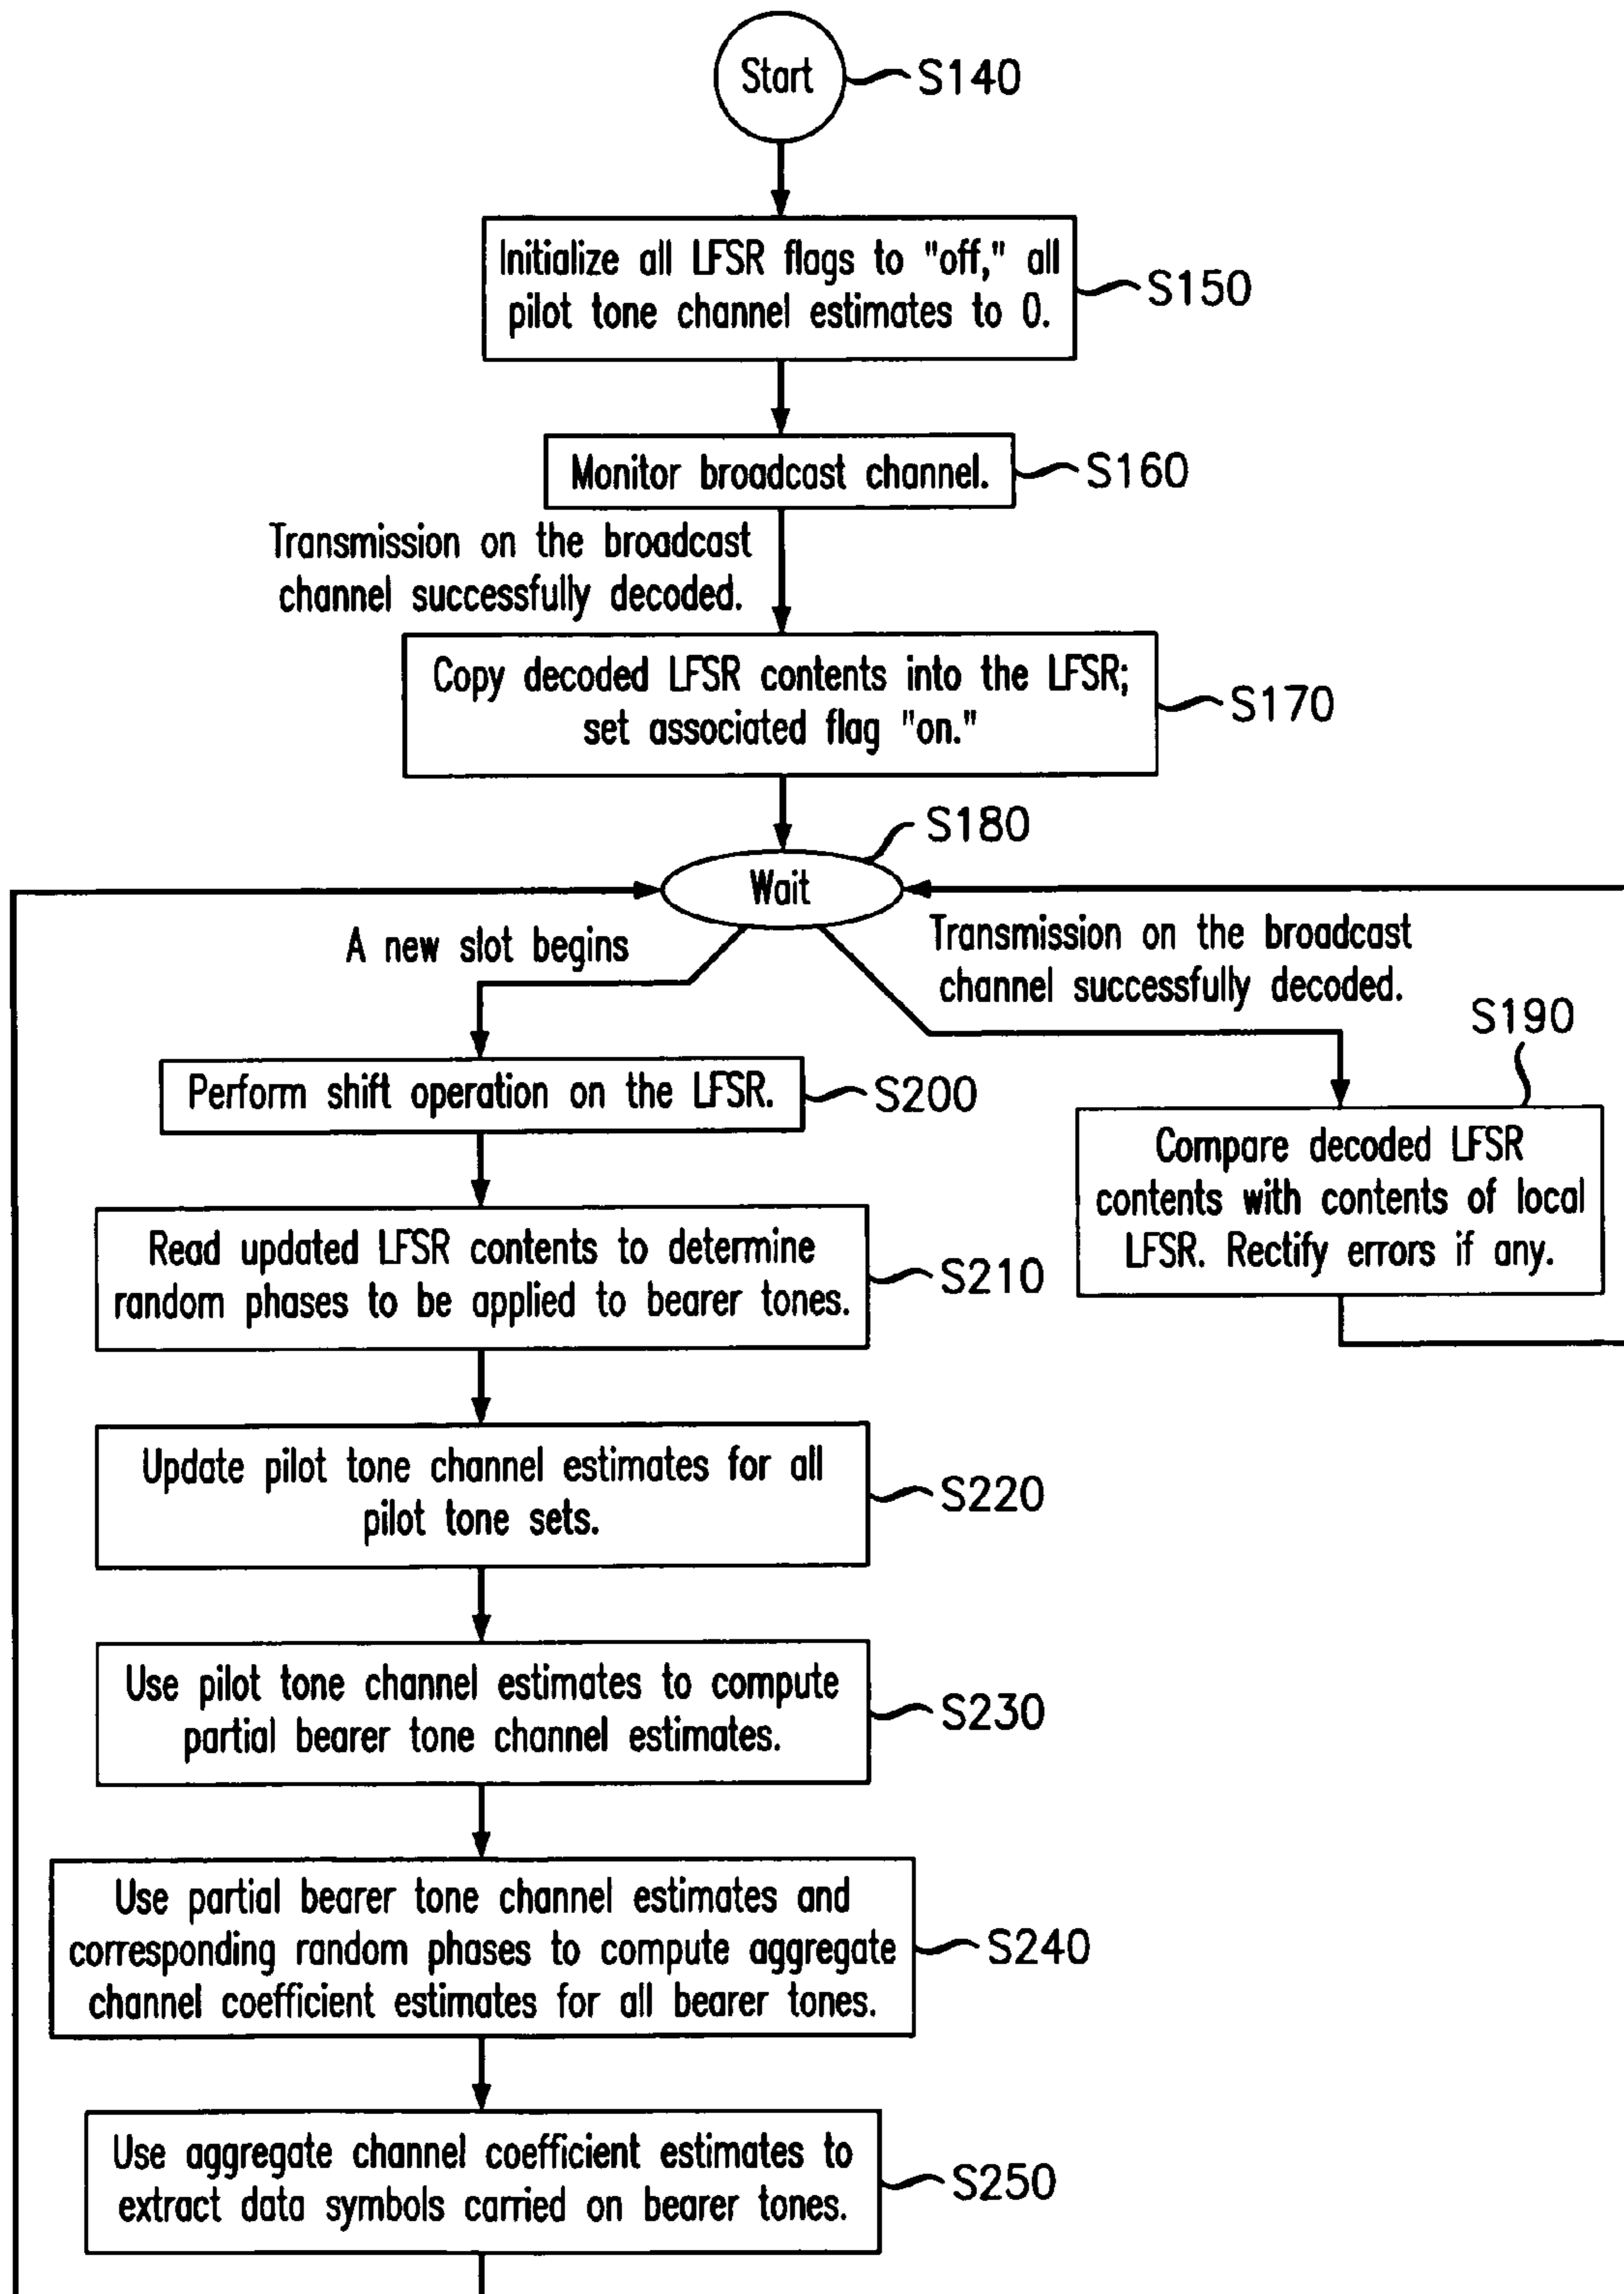 Start
S140
Initialize all LFSR flags to "off," all
pilot tone channel estimates to 0.
S150
Monitor broadcast channel.
S160
Transmission on the broadcast
channel successfully decoded.
Copy decoded LFSR contents into the LFSR;
set associated flag "on."
S170
S180
Wait
A new slot begins
Transmission on the broadcast
channel successfully decoded.
S190
Perform shift operation on the LFSR.
S200
Compare decoded LFSR
contents with contents of local
LFSR. Rectify errors if any.
Read updated LFSR contents to determine
random phases to be applied to bearer tones.
S210
Update pilot tone channel estimates for all
pilot tone sets.
S220
Use pilot tone channel estimates to compute
partial bearer tone channel estimates.
S230
Use partial bearer tone channel estimates and
corresponding random phases to compute aggregate
channel coefficient estimates for all bearer tones.
S240
Use aggregate channel coefficient estimates to
extract data symbols carried on bearer tones.
S250